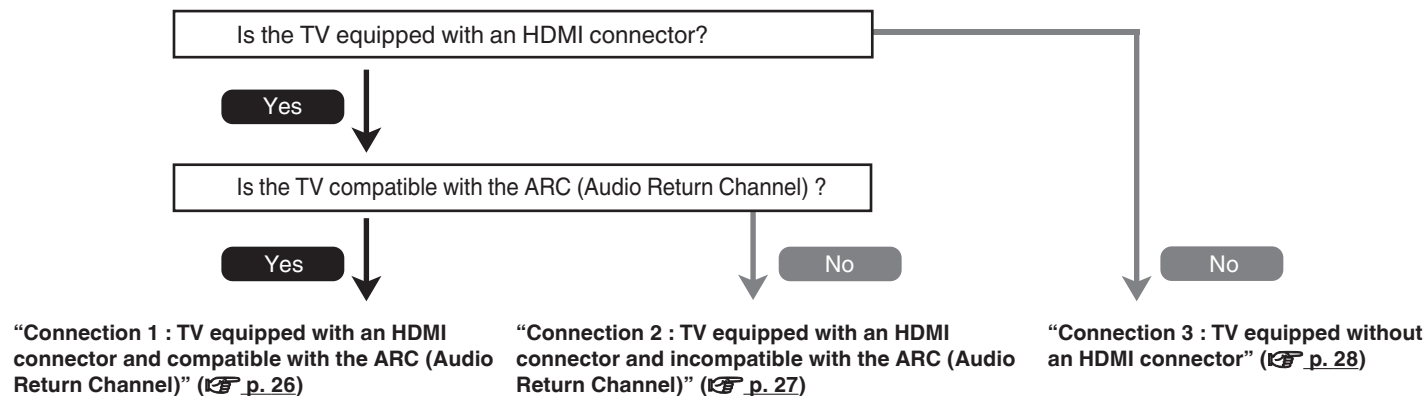 Is the TV equipped with an HDMI connector?
Yes
Is the TV compatible with the ARC (Audio Return Channel) ?
Yes
No
No
“Connection 1 : TV equipped with an HDMI
connector and compatible with the ARC (Audio
Return Channel)” (☞ p. 26)
“Connection 2 : TV equipped with an HDMI
connector and incompatible with the ARC (Audio
Return Channel)” (☞ p. 27)
“Connection 3 : TV equipped without
an HDMI connector” (☞ p. 28)